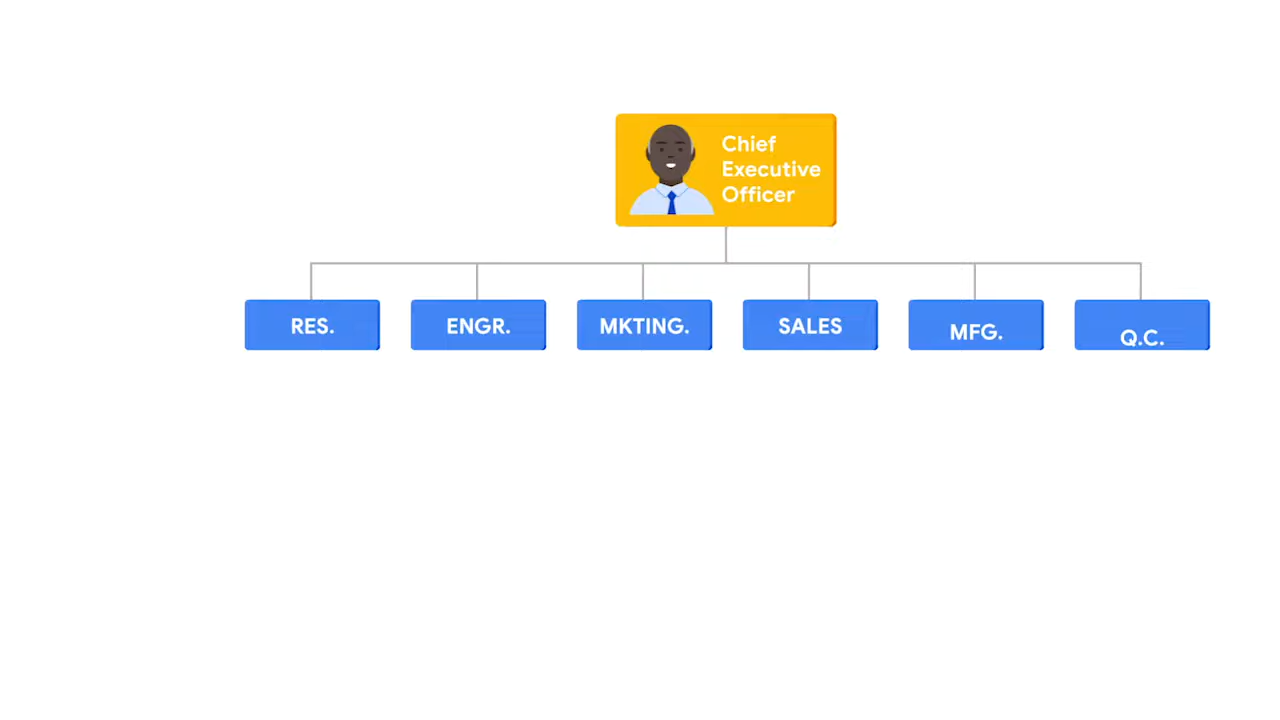 Chief
Executive
Officer
RES.
ENGR.
MKTING.
SALES
MFG.
Q.C.